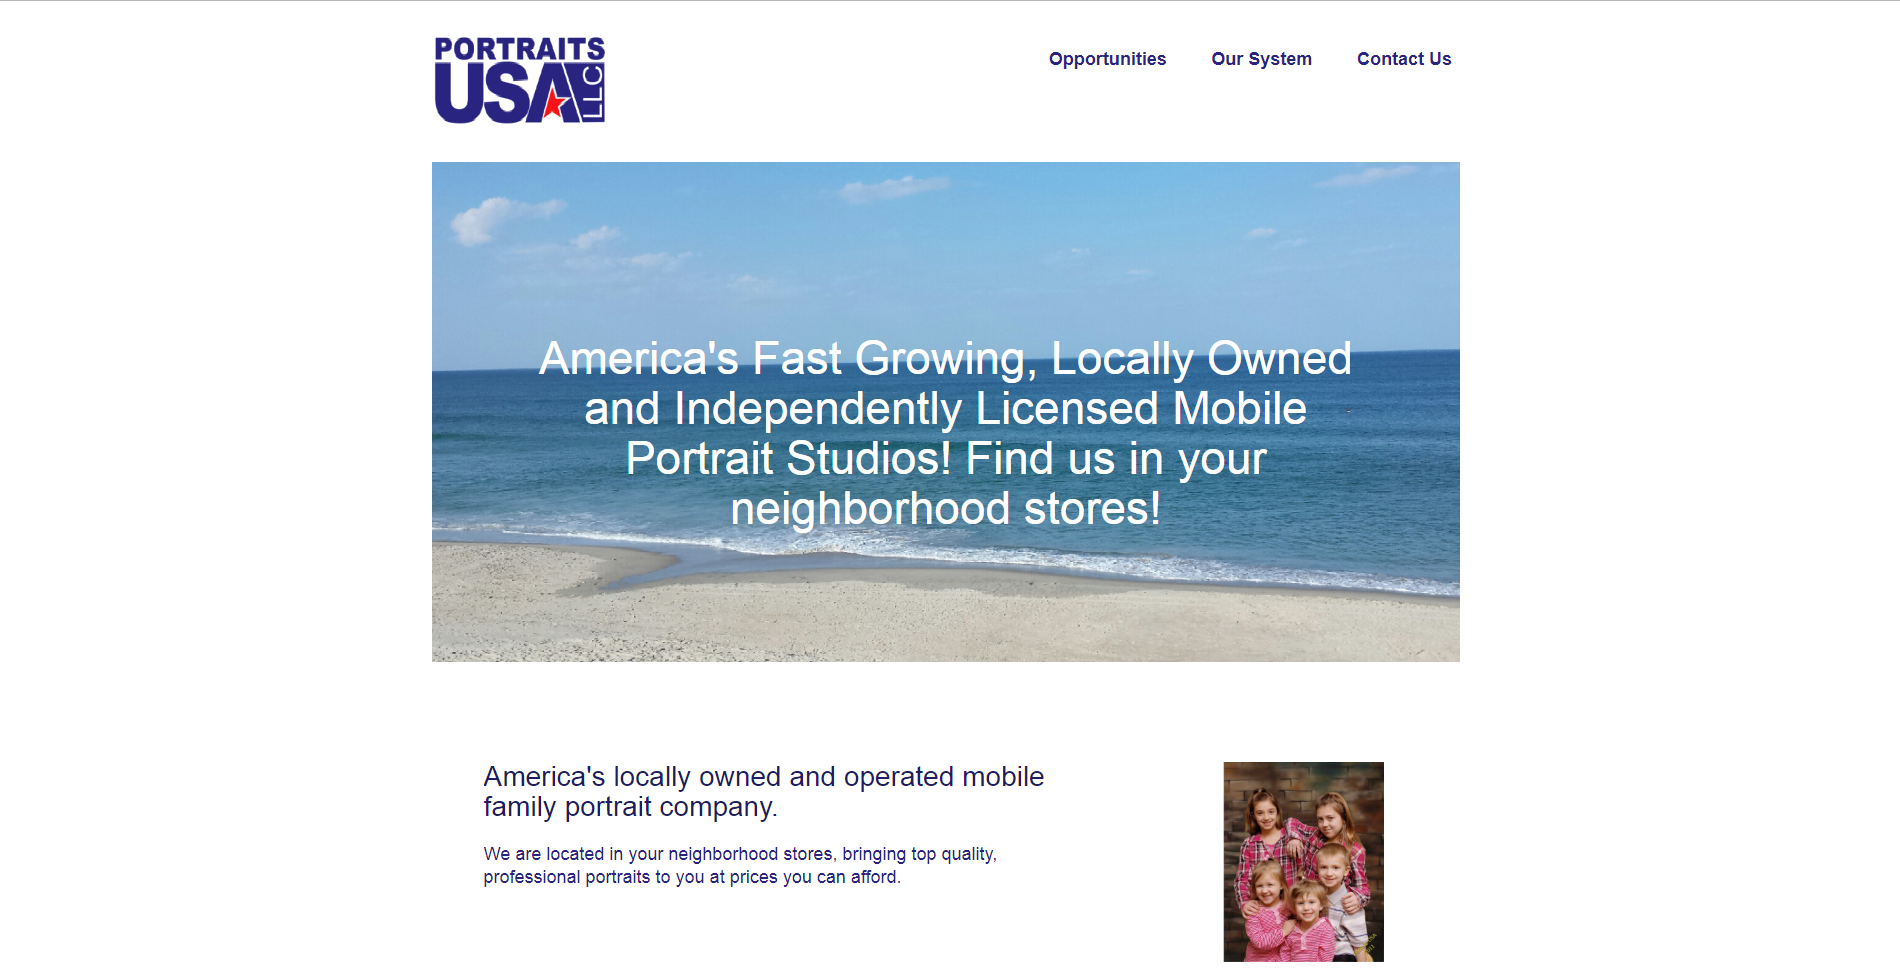 PORTRAITS
USA LLC
Opportunities Our System Contact Us
America's Fast Growing, Locally Owned
and Independently Licensed Mobile
Portrait Studios! Find us in your
neighborhood stores!
America's locally owned and operated mobile
family portrait company.
We are located in your neighborhood stores, bringing top quality,
professional portraits to you at prices you can afford.